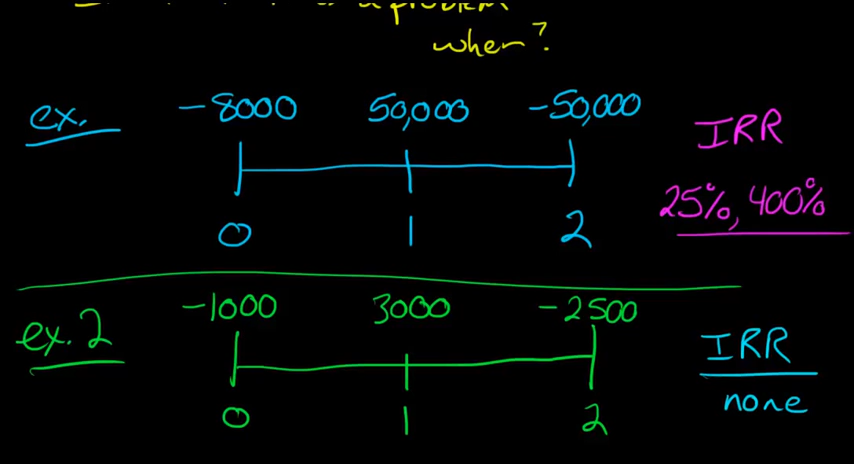 a problem
when?
ex. -8000 50,000 -50,000 IRR
25%, 400%
0 1 2
ex. 2 -1000 3000 -2500 IRR
none
0 1 2